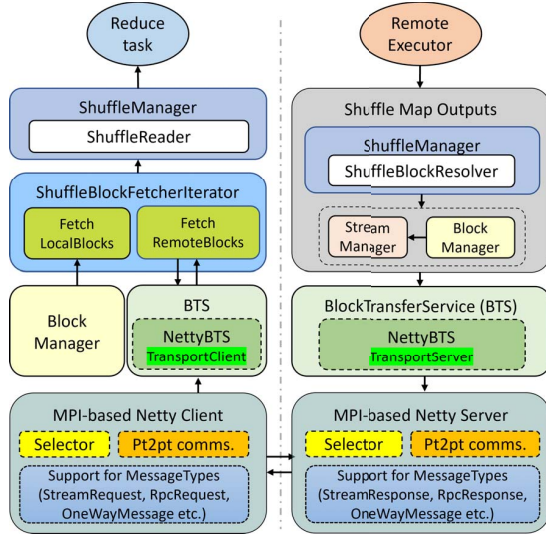 Reduce
task
ShuffleManager
ShuffleReader
ShuffleBlockFetcherIterator
Fetch
LocalBlocks
Fetch
RemoteBlocks
Block
Manager
BTS
NettyBTS
TransportClient
MPI-based Netty Client
Selector
Pt2pt comms.
Support for MessageTypes
(StreamRequest, RpcRequest,
OneWayMessage etc.)
Remote
Executor
Shuffle Map Outputs
ShuffleManager
ShuffleBlockResolver
Stream
Manager
Block
Manager
BlockTransferService (BTS)
NettyBTS
TransportServer
MPI-based Netty Server
Selector
Pt2pt comms.
Support for MessageTypes
(StreamResponse, RpcResponse,
OneWayMessage etc.)